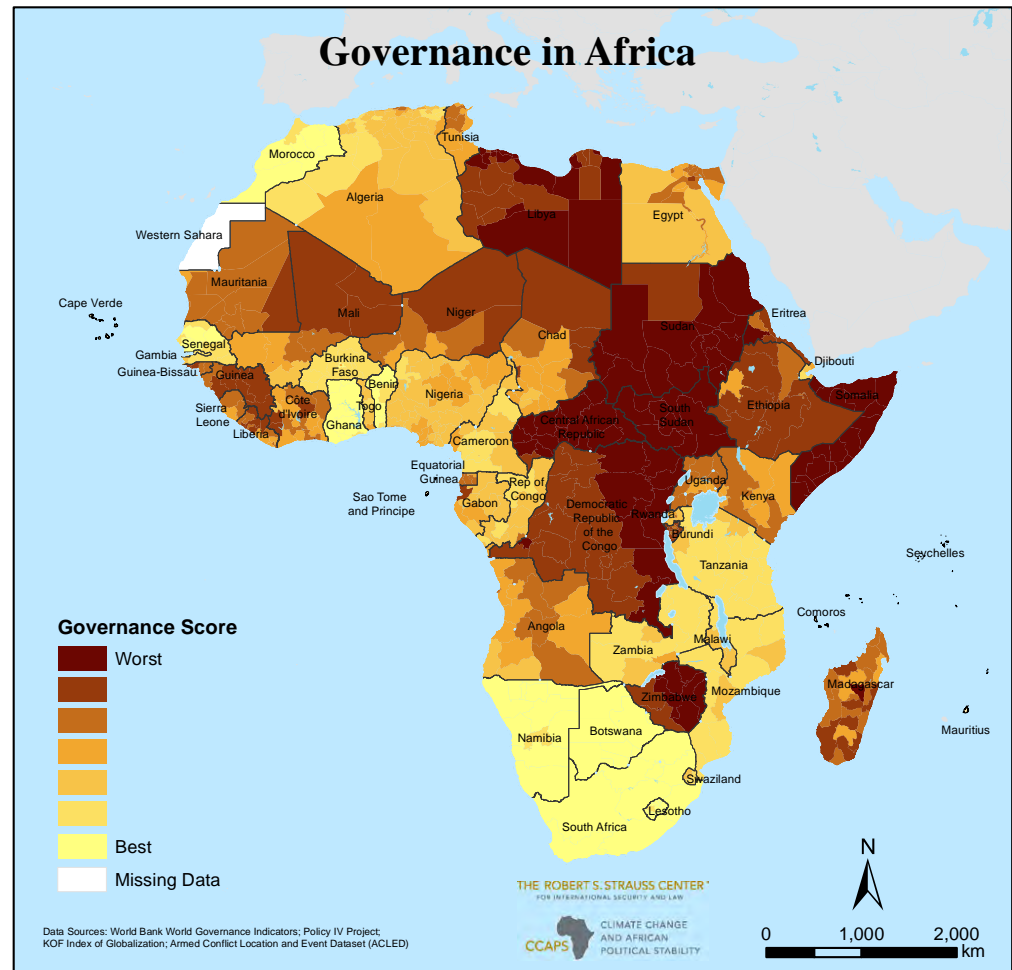 Governance in Africa
Tunisia
Morocco
Algeria
Libya
Egypt
Western Sahara
Mauritania
Mali
Niger
Chad
Sudan
Eritrea
Cape Verde
Senegal
Gambia
Guinea-Bissau
Guinea
Burkina
Faso
Benin
Togo
Nigeria
Djibouti
Somalia
Ethiopia
Sierra
Leone
Liberia
Côte
d'Ivoire
Ghana
Central African
Republic
South
Sudan
Cameroon
Equatorial
Guinea
Sao Tome
and Principe
Gabon
Rep of
Congo
Democratic
Republic
of the
Congo
Uganda
Kenya
Rwanda
Burundi
Tanzania
Seychelles
Comoros
Angola
Zambia
Malawi
Mozambique
Zimbabwe
Madagascar
Mauritius
Namibia
Botswana
Swaziland
Lesotho
South Africa
Governance Score
Worst
Best
Missing Data
Data Sources: World Bank World Governance Indicators; Policy IV Project;
KOF Index of Globalization; Armed Conflict Location and Event Dataset (ACLED)
THE ROBERT S. STRAUSS CENTER
FOR INTERNATIONAL SECURITY AND LAW
CCAPS
CLIMATE CHANGE
AND AFRICAN
POLITICAL STABILITY
N
0 1,000 2,000
km